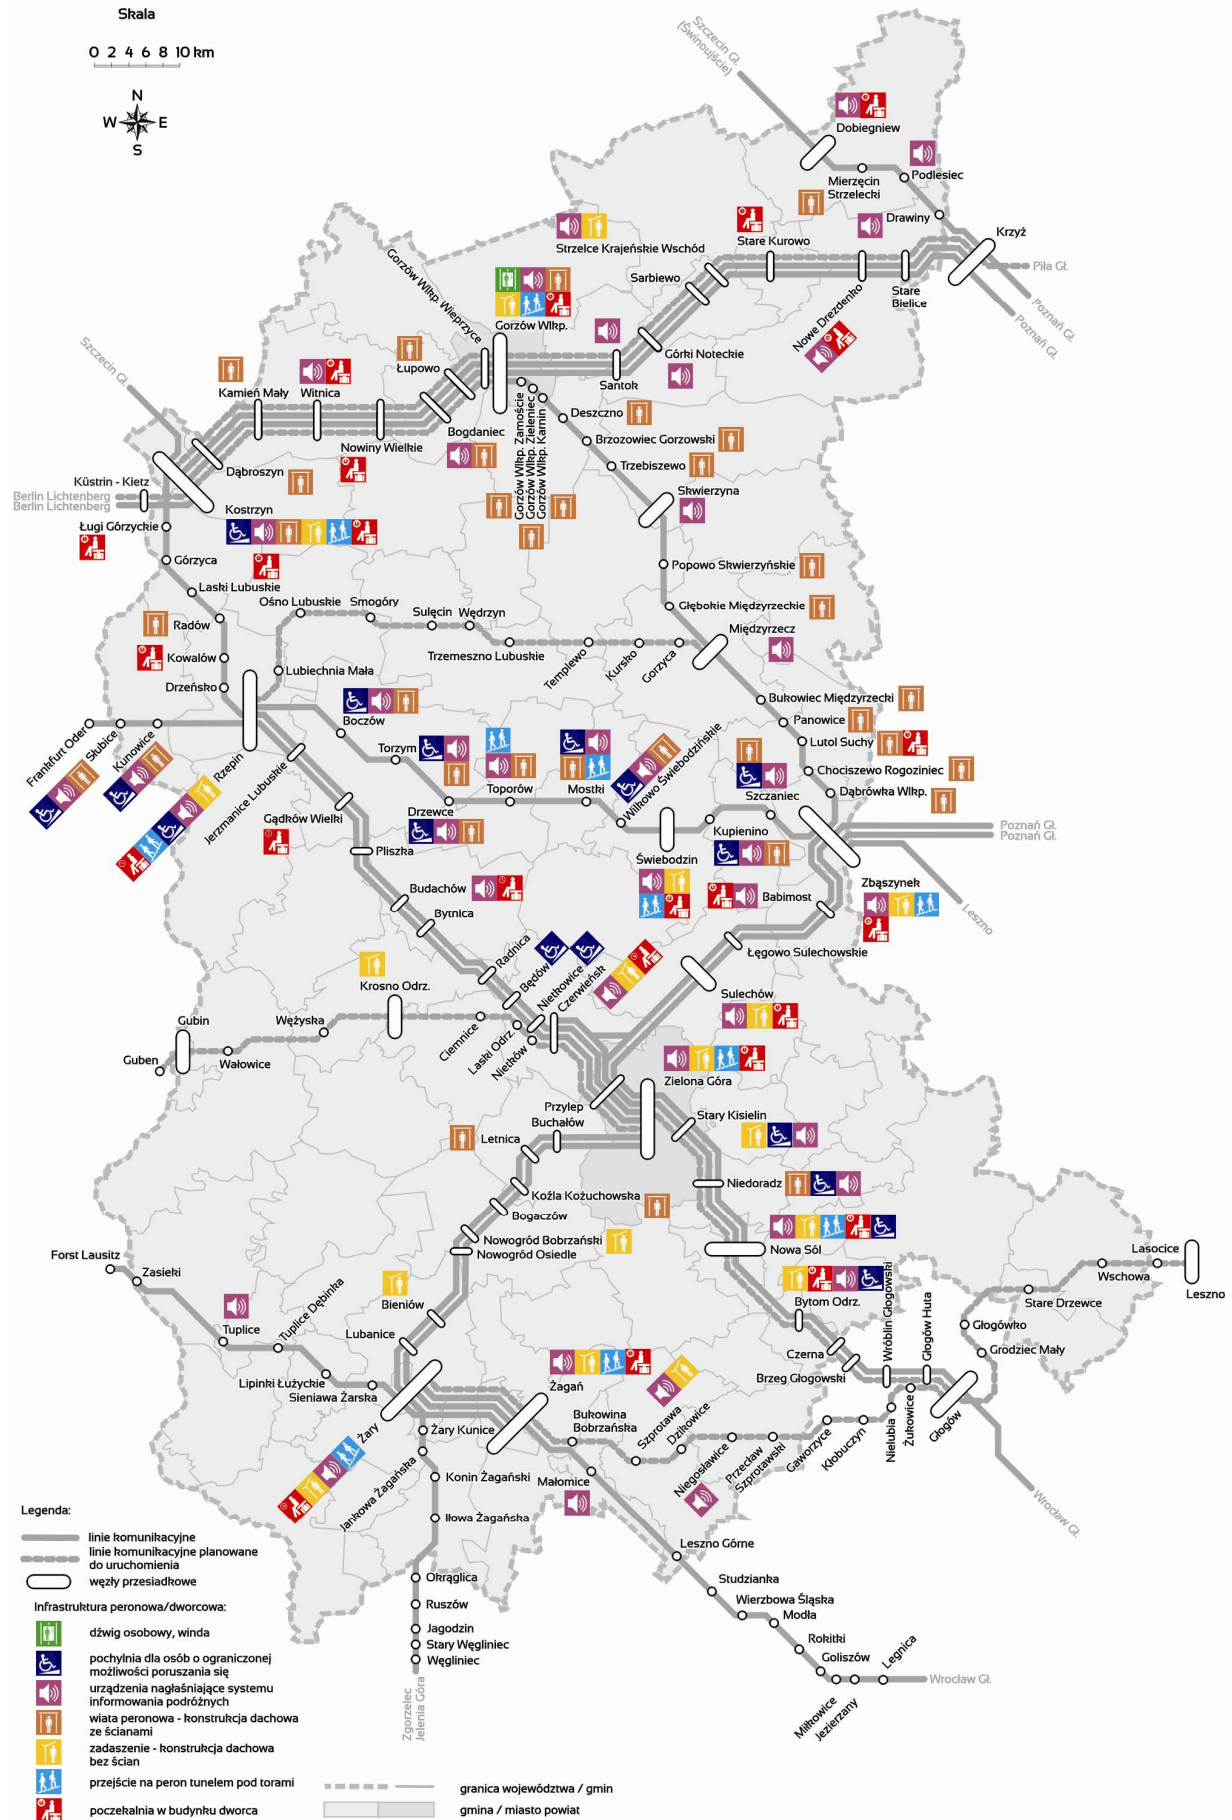 Skala
0 2 4 6 8 10 km
N
W E
S
Szczecin Gł.
(Świnoujście)
Dobiegniew
Mierzęcin
Strzelecki
Podlesiec
Drawiny
Krzyż
Piła Gł.
Poznań Gł.
Poznań Gł.
Strzelce Krajeńskie Wschód
Stare Kurowo
Sarbiewo
Nowe Drezdenko
Stare
Bielice
Gorzów Wlkp. Wieprzyce
Gorzów Wlkp.
Górki Noteckie
Santok
Szczecin Gł.
Kamień Mały
Witnica
Łupowo
Nowiny Wielkie
Bogdaniec
Dąbroszyn
Gorzów Wlkp. Zamoście
Gorzów Wlkp. Zieleniec
Gorzów Wlkp. Kamin
Deszczno
Brzozowiec Gorzowski
Trzebiszewo
Skwierzyna
Küstrin - Kietz
Berlin Lichtenberg
Berlin Lichtenberg
Kostrzyn
Ługi Górzyckie
Górzyca
Laski Lubuskie
Radów
Kowalów
Drzeńsko
Ośno Lubuskie
Smogóry
Sulęcin
Wędrzyn
Trzemeszno Lubuskie
Templewo
Kursko
Gorzyca
Popowo Skwierzyńskie
Głębokie Międzyrzeckie
Międzyrzecz
Lubiechnia Mała
Bukowiec Międzyrzecki
Panowice
Lutol Suchy
Chociszewo Rogoziniec
Dąbrówka Wlkp.
Frankfurt Oder
Słubice
Kunowice
Rzepin
Jerzmanice Lubuskie
Boczów
Torzym
Drzewce
Toporów
Mostki
Wilkowo Świebodzińskie
Szczaniec
Kupienino
Świebodzin
Poznań Gł.
Poznań Gł.
Leszno
Zbąszynek
Babimost
Łęgowo Sulechowskie
Sulechów
Gądków Wielki
Pliszka
Budachów
Bytnica
Radnica
Będów
Nietkowice
Czerwieńsk
Krosno Odrz.
Gubin
Guben
Wałowice
Wężyska
Ciemnice
Laski Odrz.
Nietków
Zielona Góra
Przylep
Buchałów
Letnica
Stary Kisielin
Niedoradz
Koźla Kożuchowska
Bogaczów
Nowogród Bobrzański
Nowogród Osiedle
Nowa Sól
Bytom Odrz.
Bieniów
Lubanice
Forst Lausitz
Zasieki
Tuplice
Tuplice Dębinka
Lipinki Łużyckie
Sieniawa Żarska
Żary
Żagań
Czerna
Brzeg Głogowski
Wróblin Głogowski
Głogów Huta
Głogów
Grodziec Mały
Głogówko
Stare Drzewce
Wschowa
Lasocice
Leszno
Żary Kunice
Jankowa Żagańska
Konin Żagański
Iłowa Żagańska
Bukowina
Bobrzańska
Szprotawa
Dzikowice
Niegosławice
Przecław
Szprotawski
Gaworzyce
Kłobuczyn
Nielubia
Żukowice
Małomice
Wrocław Gł.
Okrąglica
Ruszów
Jagodzin
Stary Węgliniec
Węgliniec
Zgorzelec
Jelenia Góra
Leszno Górne
Studzianka
Wierzbowa Śląska
Modła
Rokitki
Goliszów
Miłkowice
Jezierzany
Legnica
Wrocław Gł.
Legenda:
linie komunikacyjne
linie komunikacyjne planowane
do uruchomienia
węzły przesiadkowe
Infrastruktura peronowa/dworcowa:
dźwig osobowy, winda
pochylnia dla osób o ograniczonej
możliwości poruszania się
urządzenia nagłaśniające systemu
informowania podróżnych
wiata peronowa - konstrukcja dachowa
ze ścianami
zadaszenie - konstrukcja dachowa
bez ścian
przejście na peron tunelem pod torami
poczekalnia w budynku dworca
granica województwa / gmin
gmina / miasto powiat